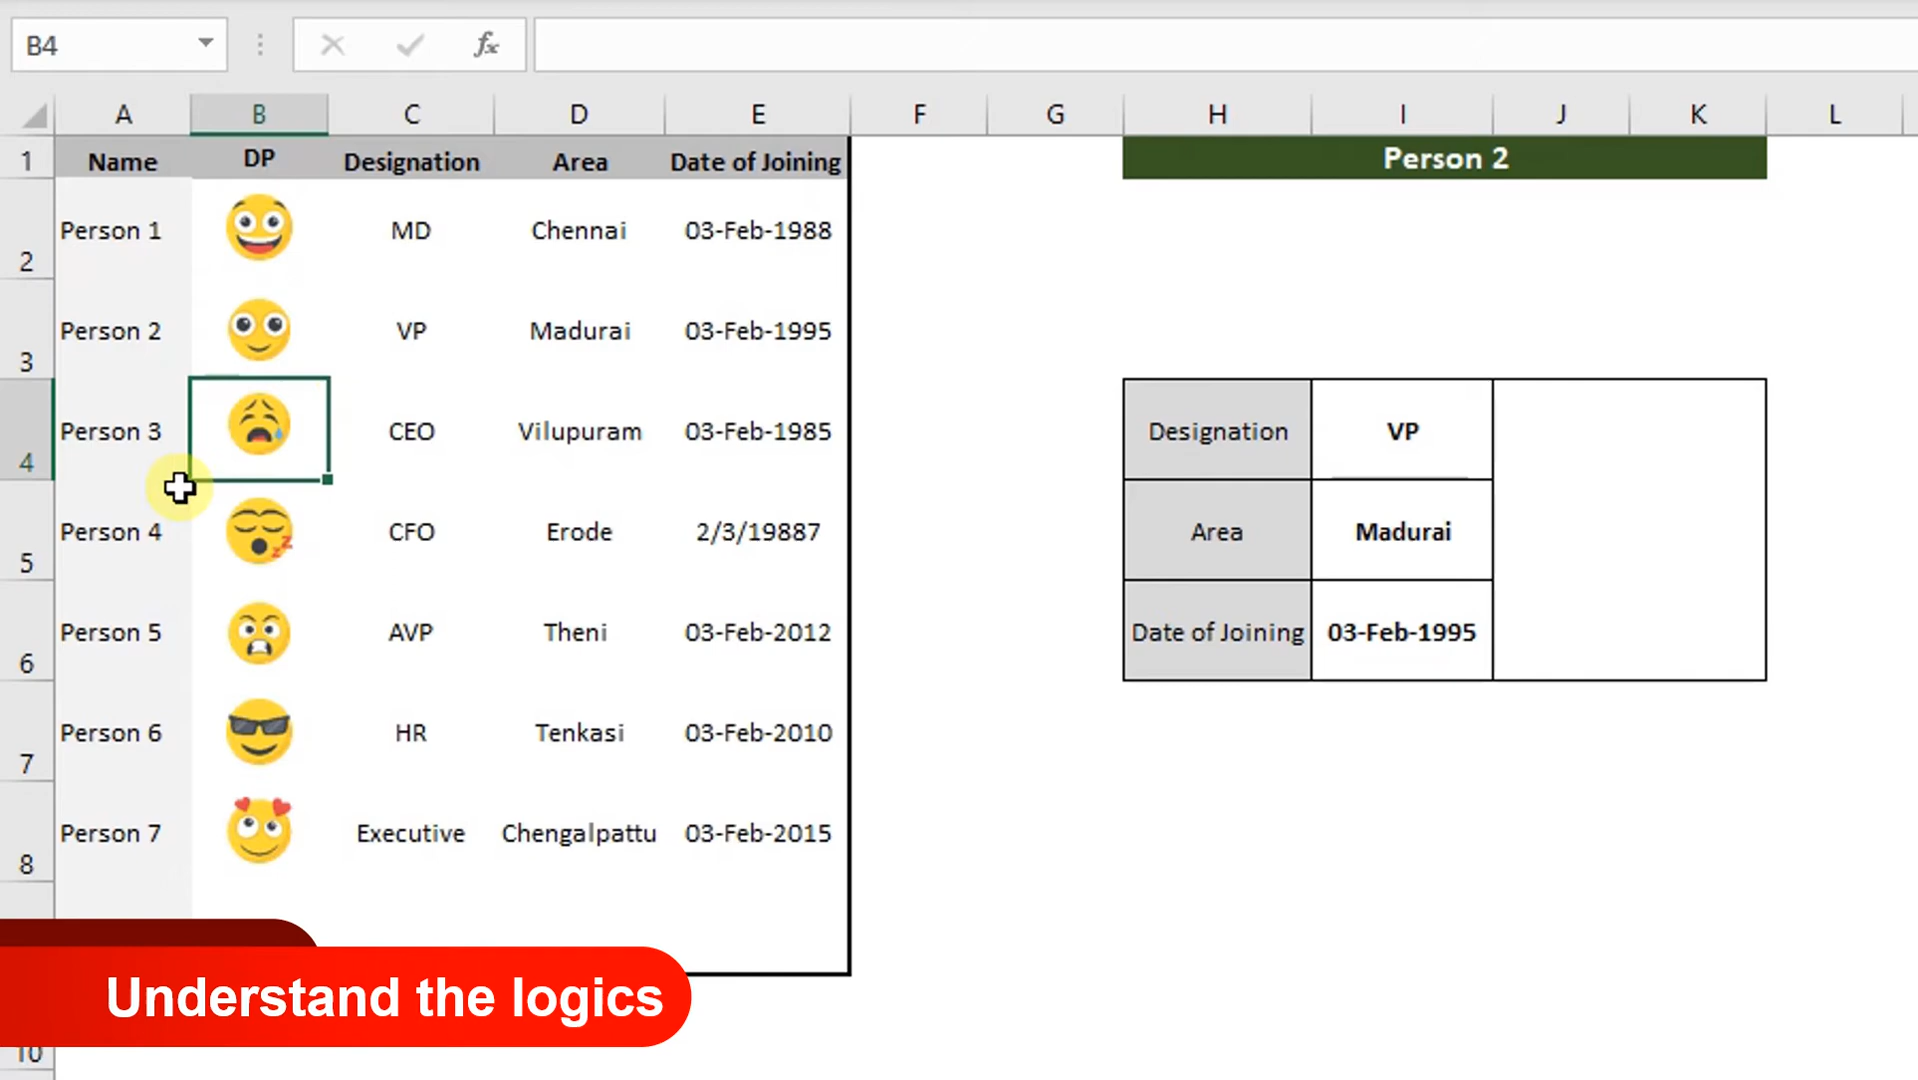 B4
fx
A B C D E F G H I J K L
1 Name DP Designation Area Date of Joining Person 2
2 Person 1 MD Chennai 03-Feb-1988
3 Person 2 VP Madurai 03-Feb-1995
4 Person 3 CEO Vilupuram 03-Feb-1985 Designation VP
5 Person 4 CFO Erode 2/3/19887 Area Madurai
6 Person 5 AVP Theni 03-Feb-2012 Date of Joining 03-Feb-1995
7 Person 6 HR Tenkasi 03-Feb-2010
8 Person 7 Executive Chengalpattu 03-Feb-2015
Understand the logics
10